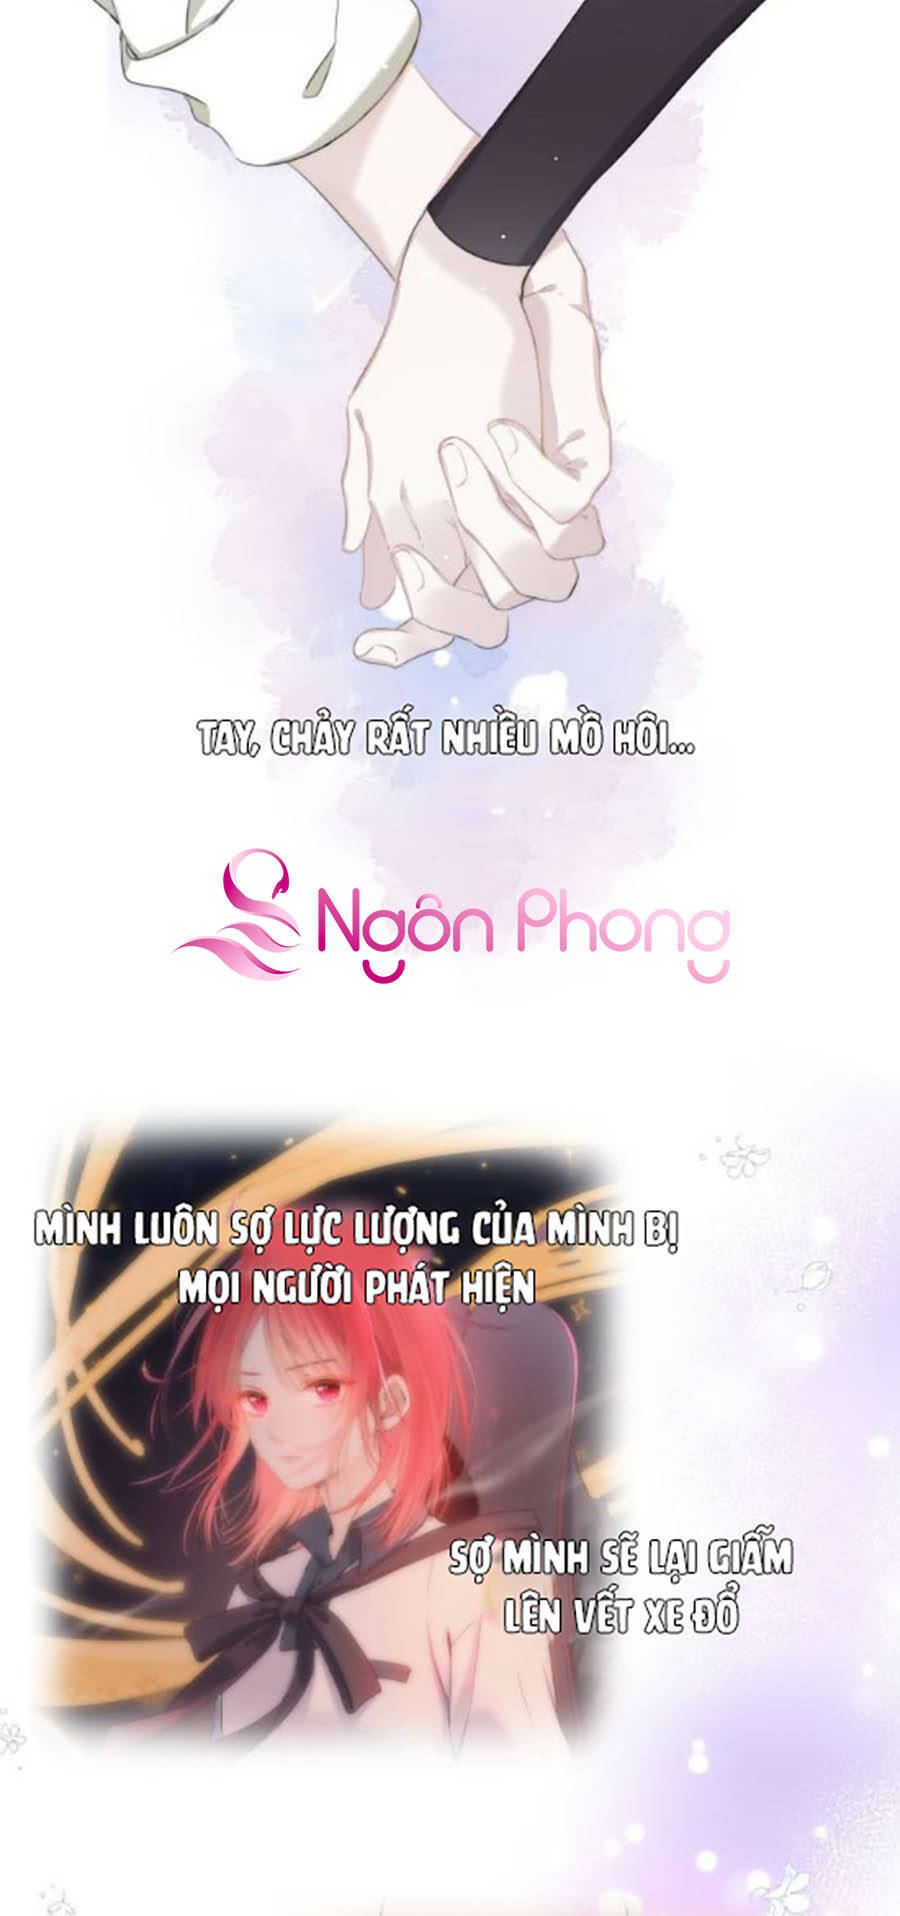 TAY, CHẢY RẤT NHIỀU MỒ HÔI...
Ngôn Phong
MÌNH LUÔN SỢ LỰC LƯỢNG CỦA MÌNH BỊ
MỌI NGƯỜI PHÁT HIỆN
SỢ MÌNH SẼ LẠI GIẪM
LÊN VẾT XE ĐỔ